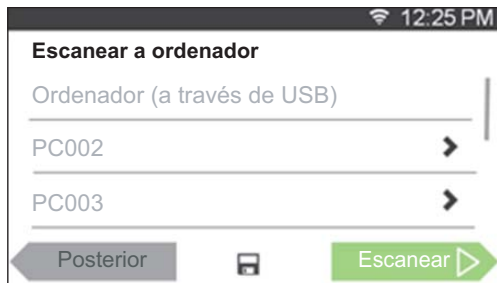 12:25 PM
Escanear a ordenador
Ordenador (a través de USB)
PC002
PC003
Posterior
Escanear